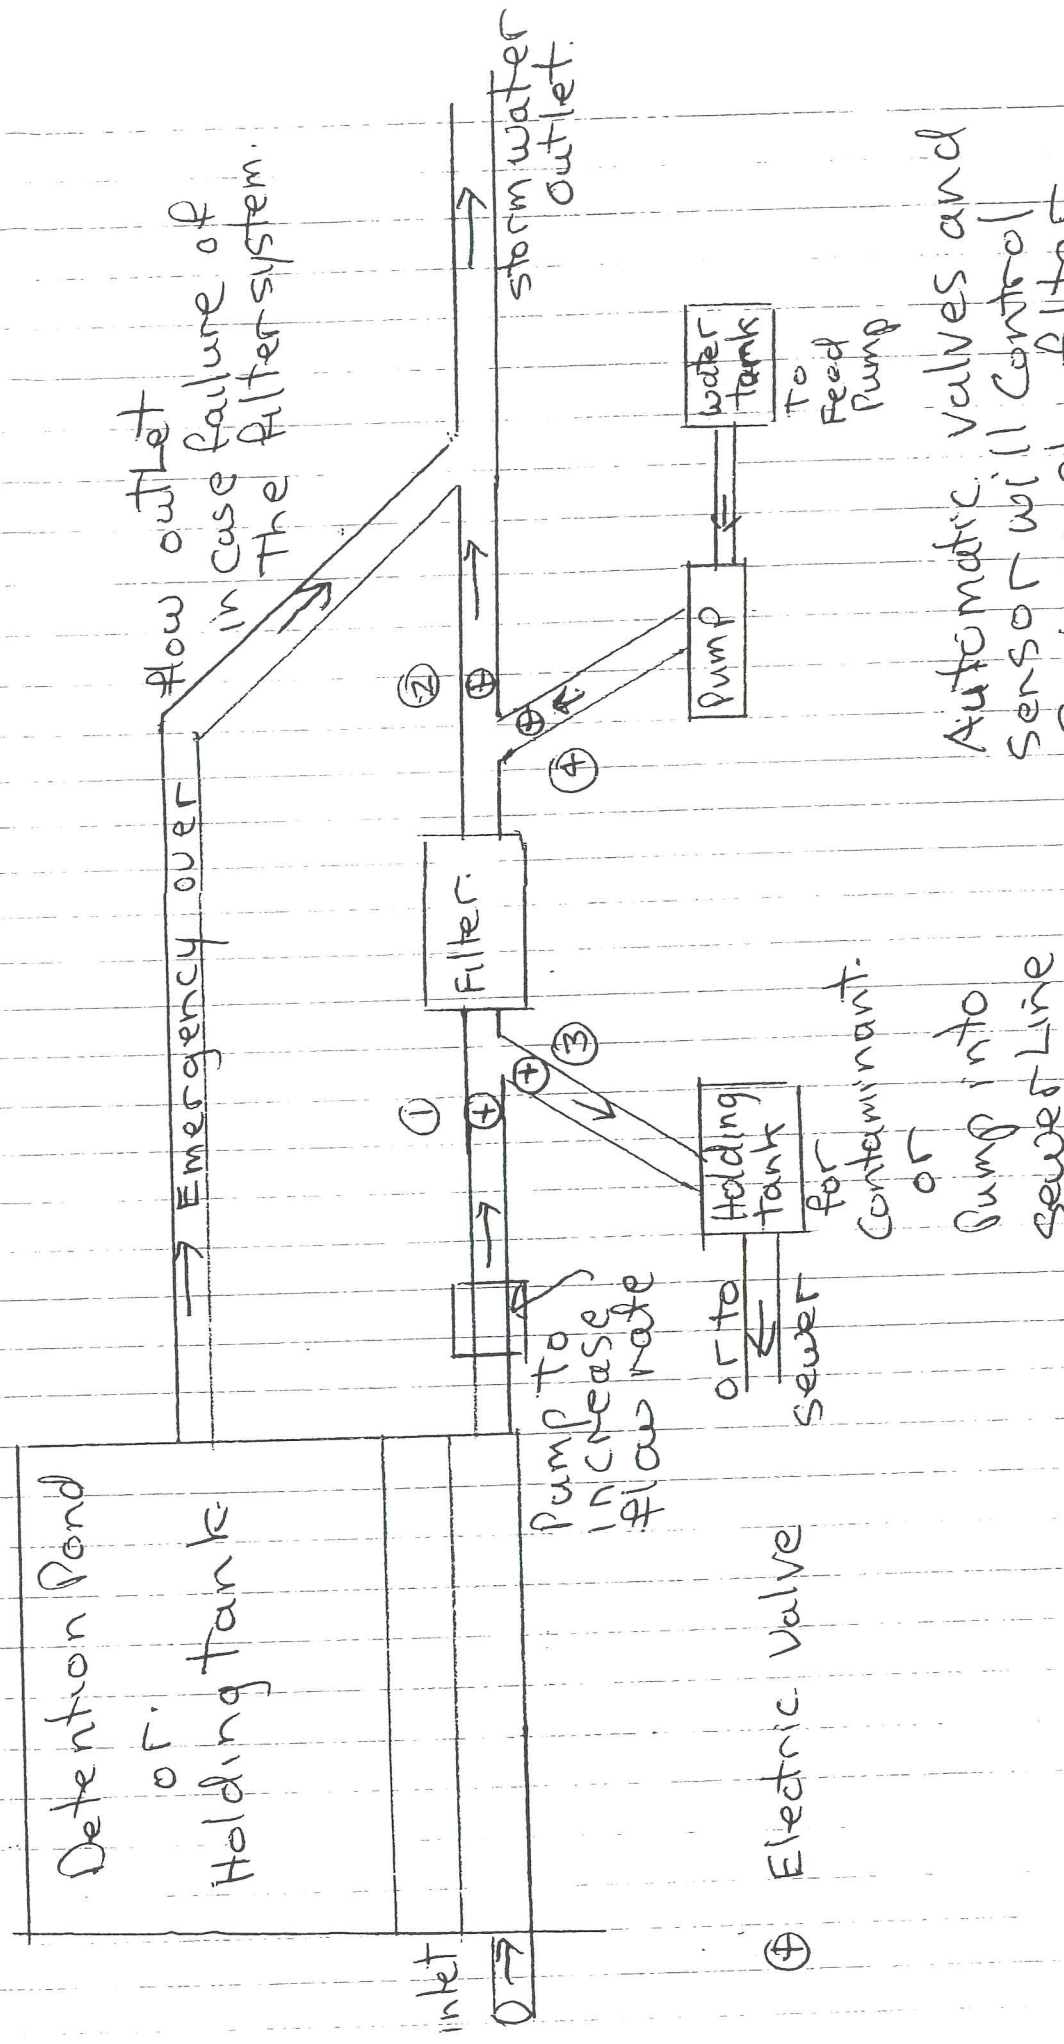 Detention Pond
or.
Holding Tank
inlet
Emergency over flow outLet
in case failure of
The filter-system.
Pump To
increase
flow rate
①
Filter.
②
storm water
outlet.
③
④
Holding
Tank
for
Contaminant.
or
Pump into
Sewer Line
or to
sewer
Pump
water
Tank
To
Feed
Pump
Electric Valve
Automatic valves and
Sensor will Control